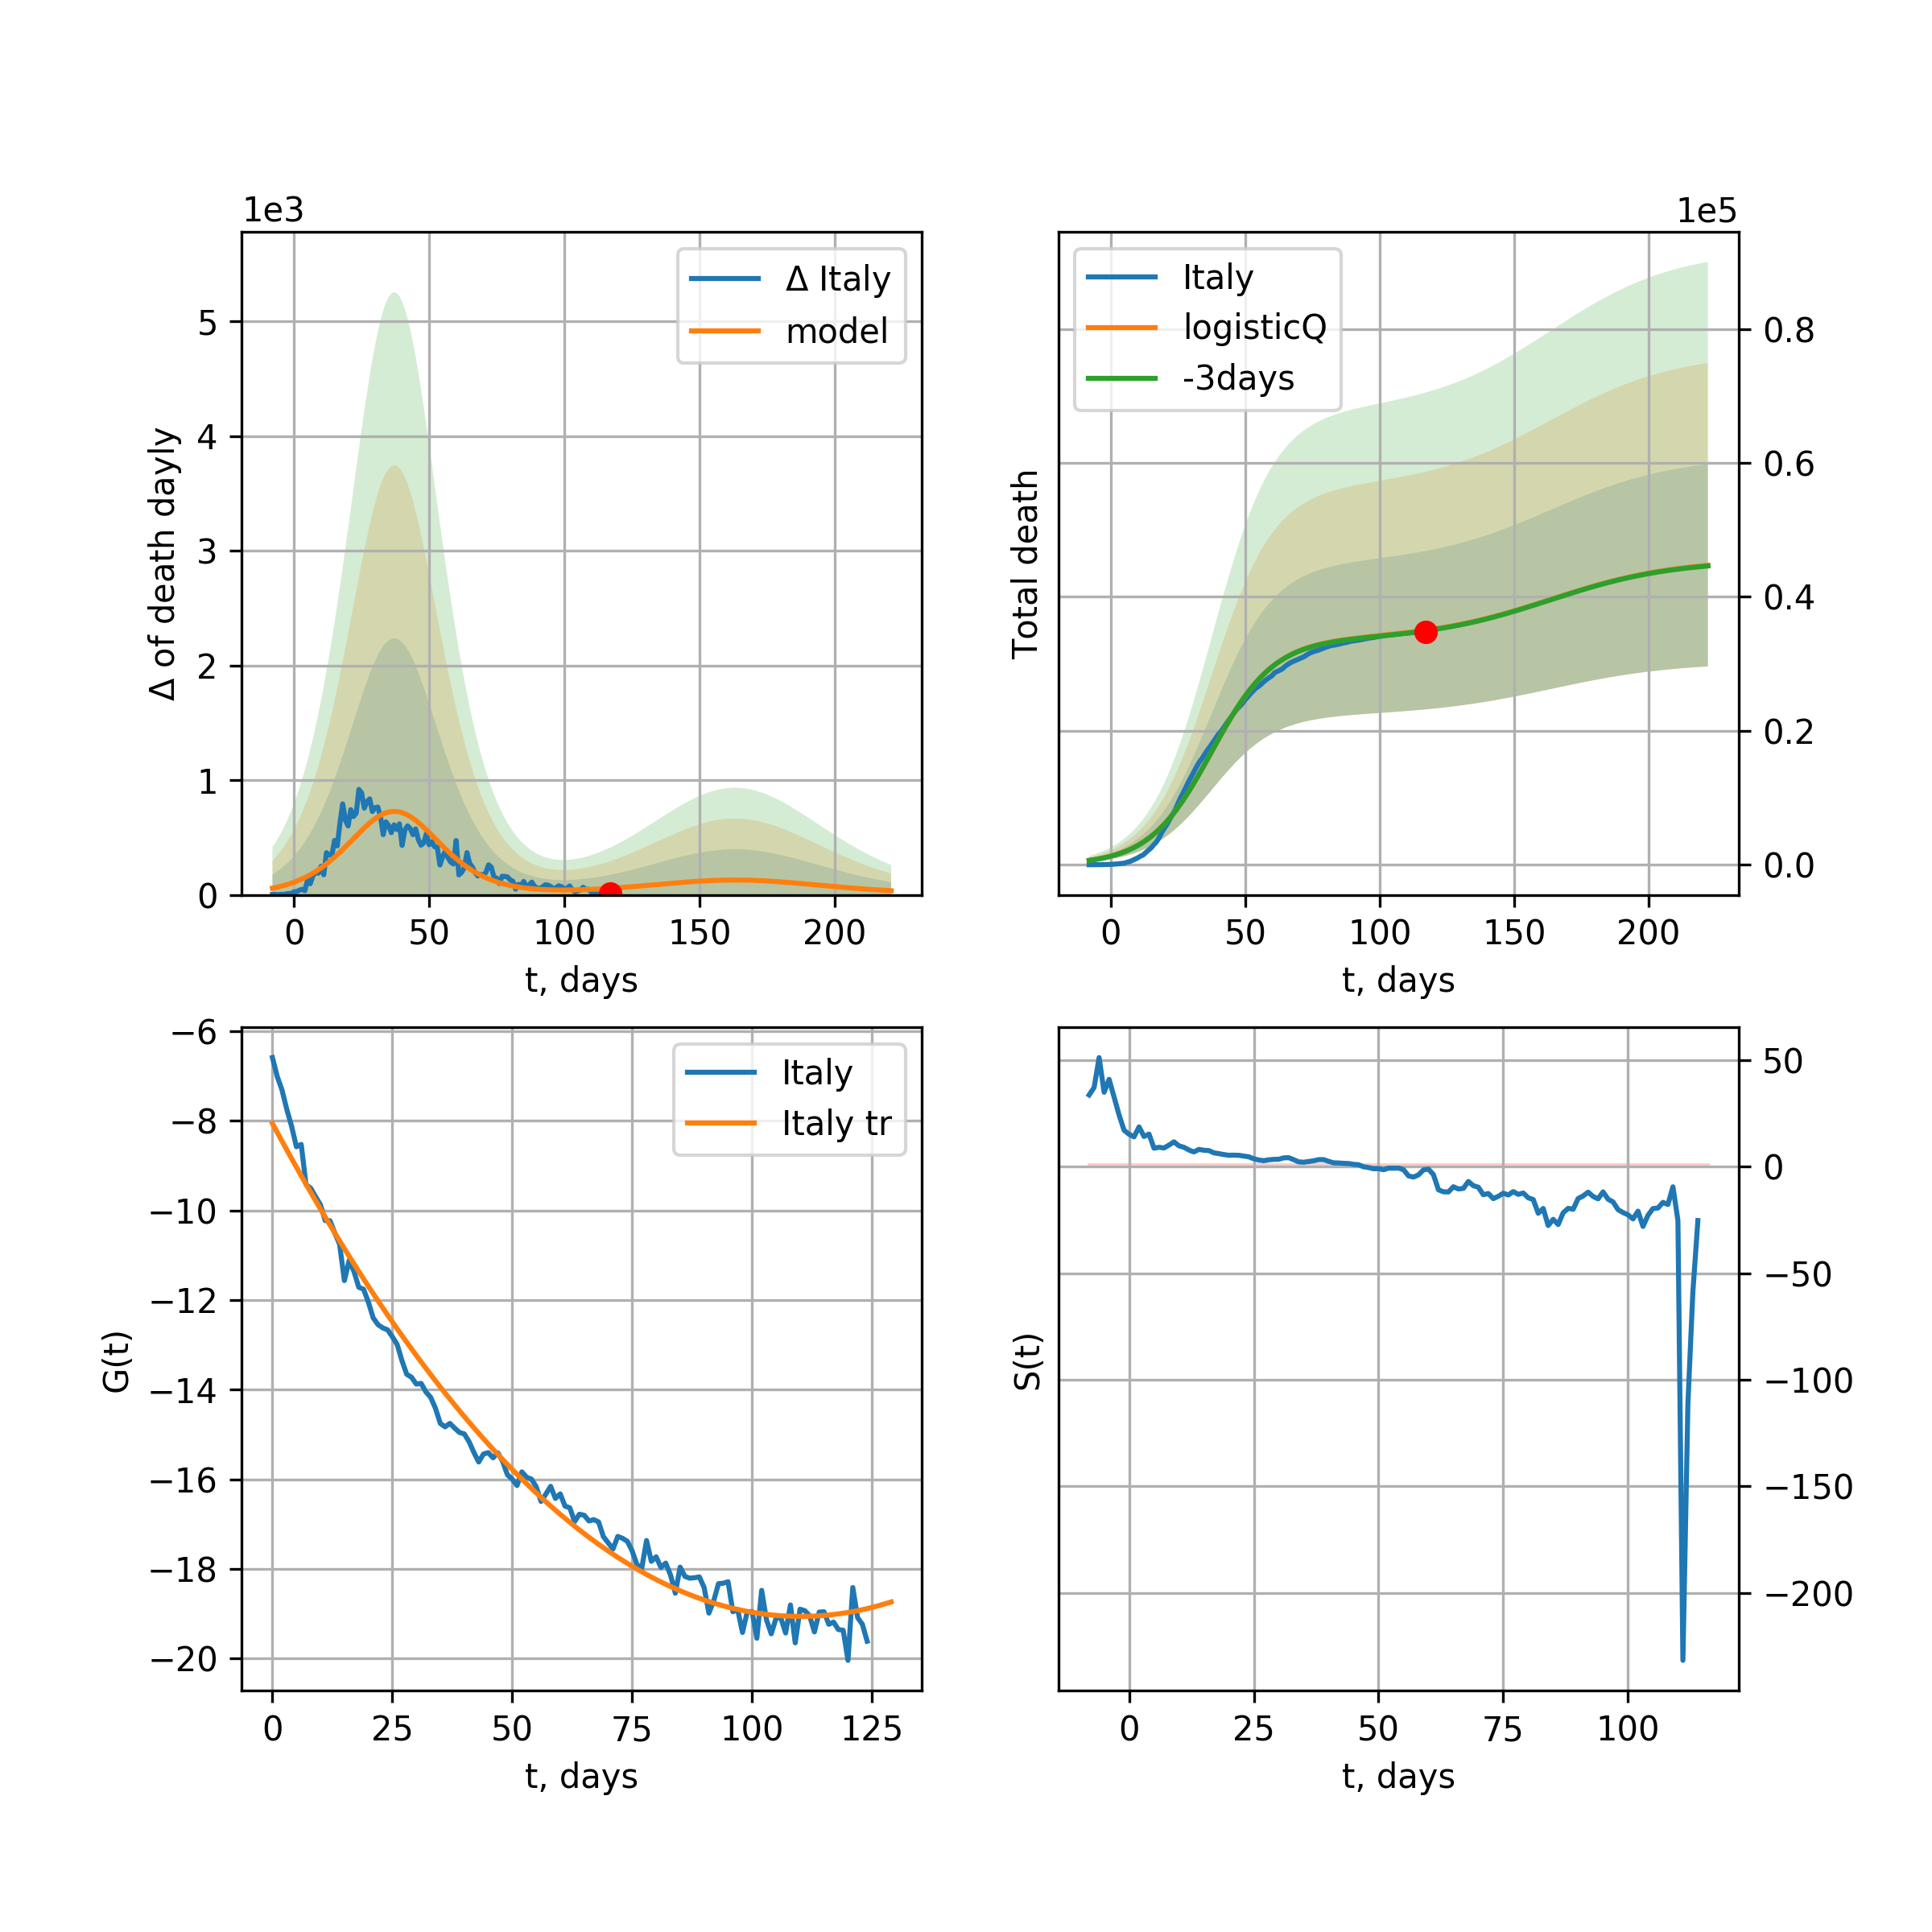 1e3
1e5
Δ Italy
model
Italy
logisticQ
-3days
5
4
3
2
1
0
Δ of death dayly
Total death
0.8
0.6
0.4
0.2
0.0
0 50 100 150 200
0 50 100 150 200
t, days
t, days
Italy
Italy tr
−6
−8
−10
−12
−14
−16
−18
−20
G(t)
S(t)
50
0
−50
−100
−150
−200
0 25 50 75 100 125
0 25 50 75 100
t, days
t, days